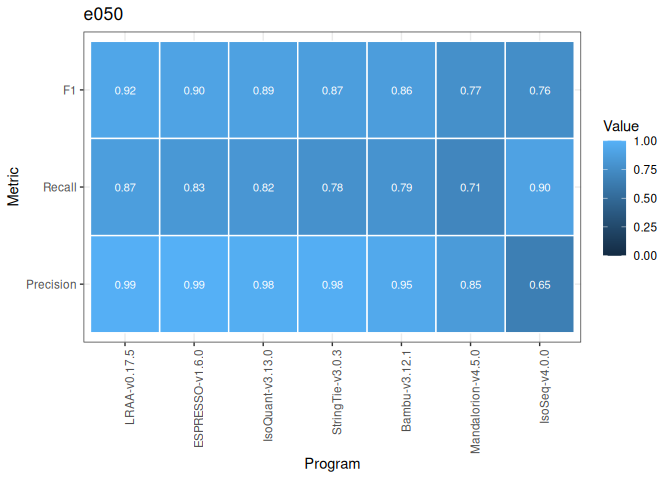 e050
Metric
F1
0.92 0.90 0.89 0.87 0.86 0.77 0.76
Recall
0.87 0.83 0.82 0.78 0.79 0.71 0.90
Precision
0.99 0.99 0.98 0.98 0.95 0.85 0.65
LRAA-v0.17.5
ESPRESSO-v1.6.0
IsoQuant-v3.13.0
StringTie-v3.0.3
Bambu-v3.12.1
Mandalorion-v4.5.0
IsoSeq-v4.0.0
Program
Value
1.00
0.75
0.50
0.25
0.00